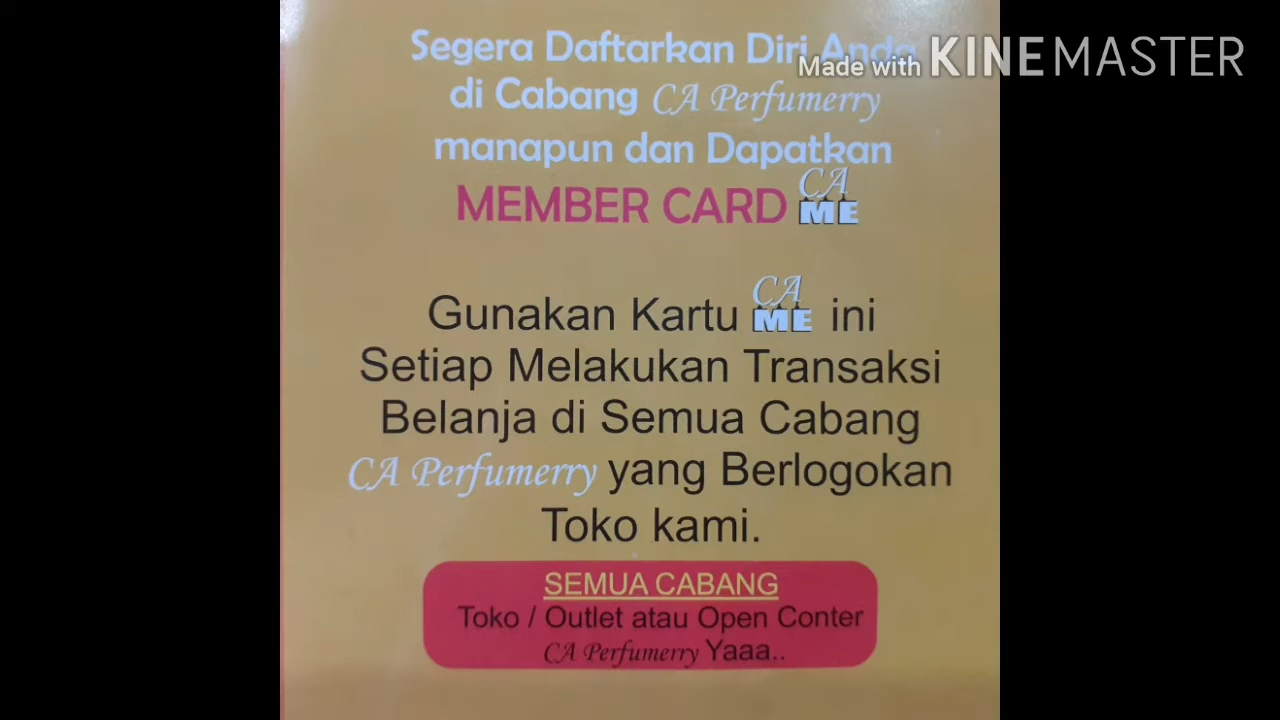 Segera Daftarkan Diri Anda
Made with KINEMASTER
di Cabang CA Perfumerry
manapun dan Dapatkan
MEMBER CARD CA ME
Gunakan Kartu CA ME ini
Setiap Melakukan Transaksi
Belanja di Semua Cabang
CA Perfumerry yang Berlogokan
Toko kami.
SEMUA CABANG
Toko / Outlet atau Open Conter
CA Perfumerry Yaaa..